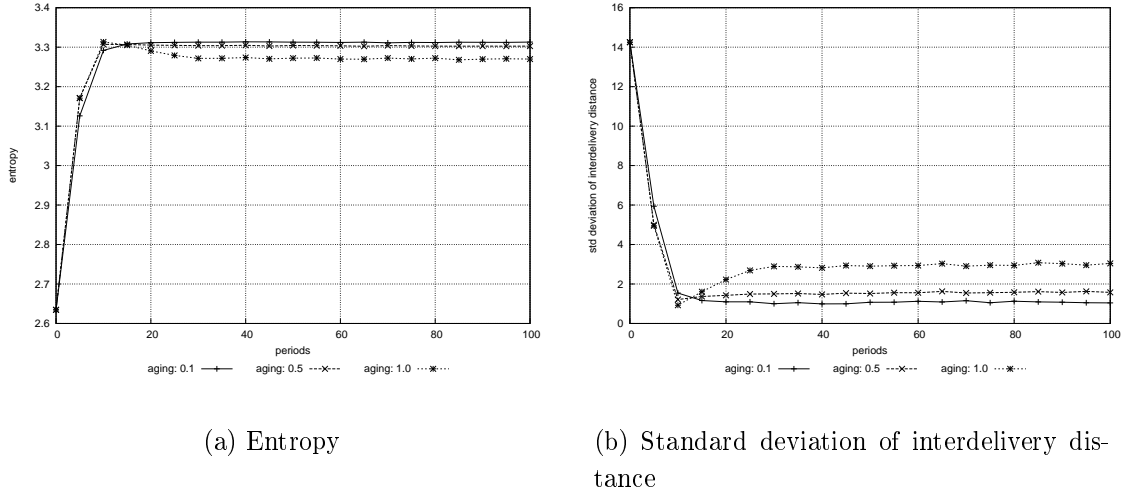 3.4
3.3
3.2
3.1
3
2.9
2.8
2.7
2.6
entropy
0 20 40 60 80 100
periods
aging: 0.1 aging: 0.5 aging: 1.0
(a) Entropy
16
14
12
10
8
6
4
2
0
std deviation of interdelivery distance
0 20 40 60 80 100
periods
aging: 0.1 aging: 0.5 aging: 1.0
(b) Standard deviation of interdelivery dis-
tance